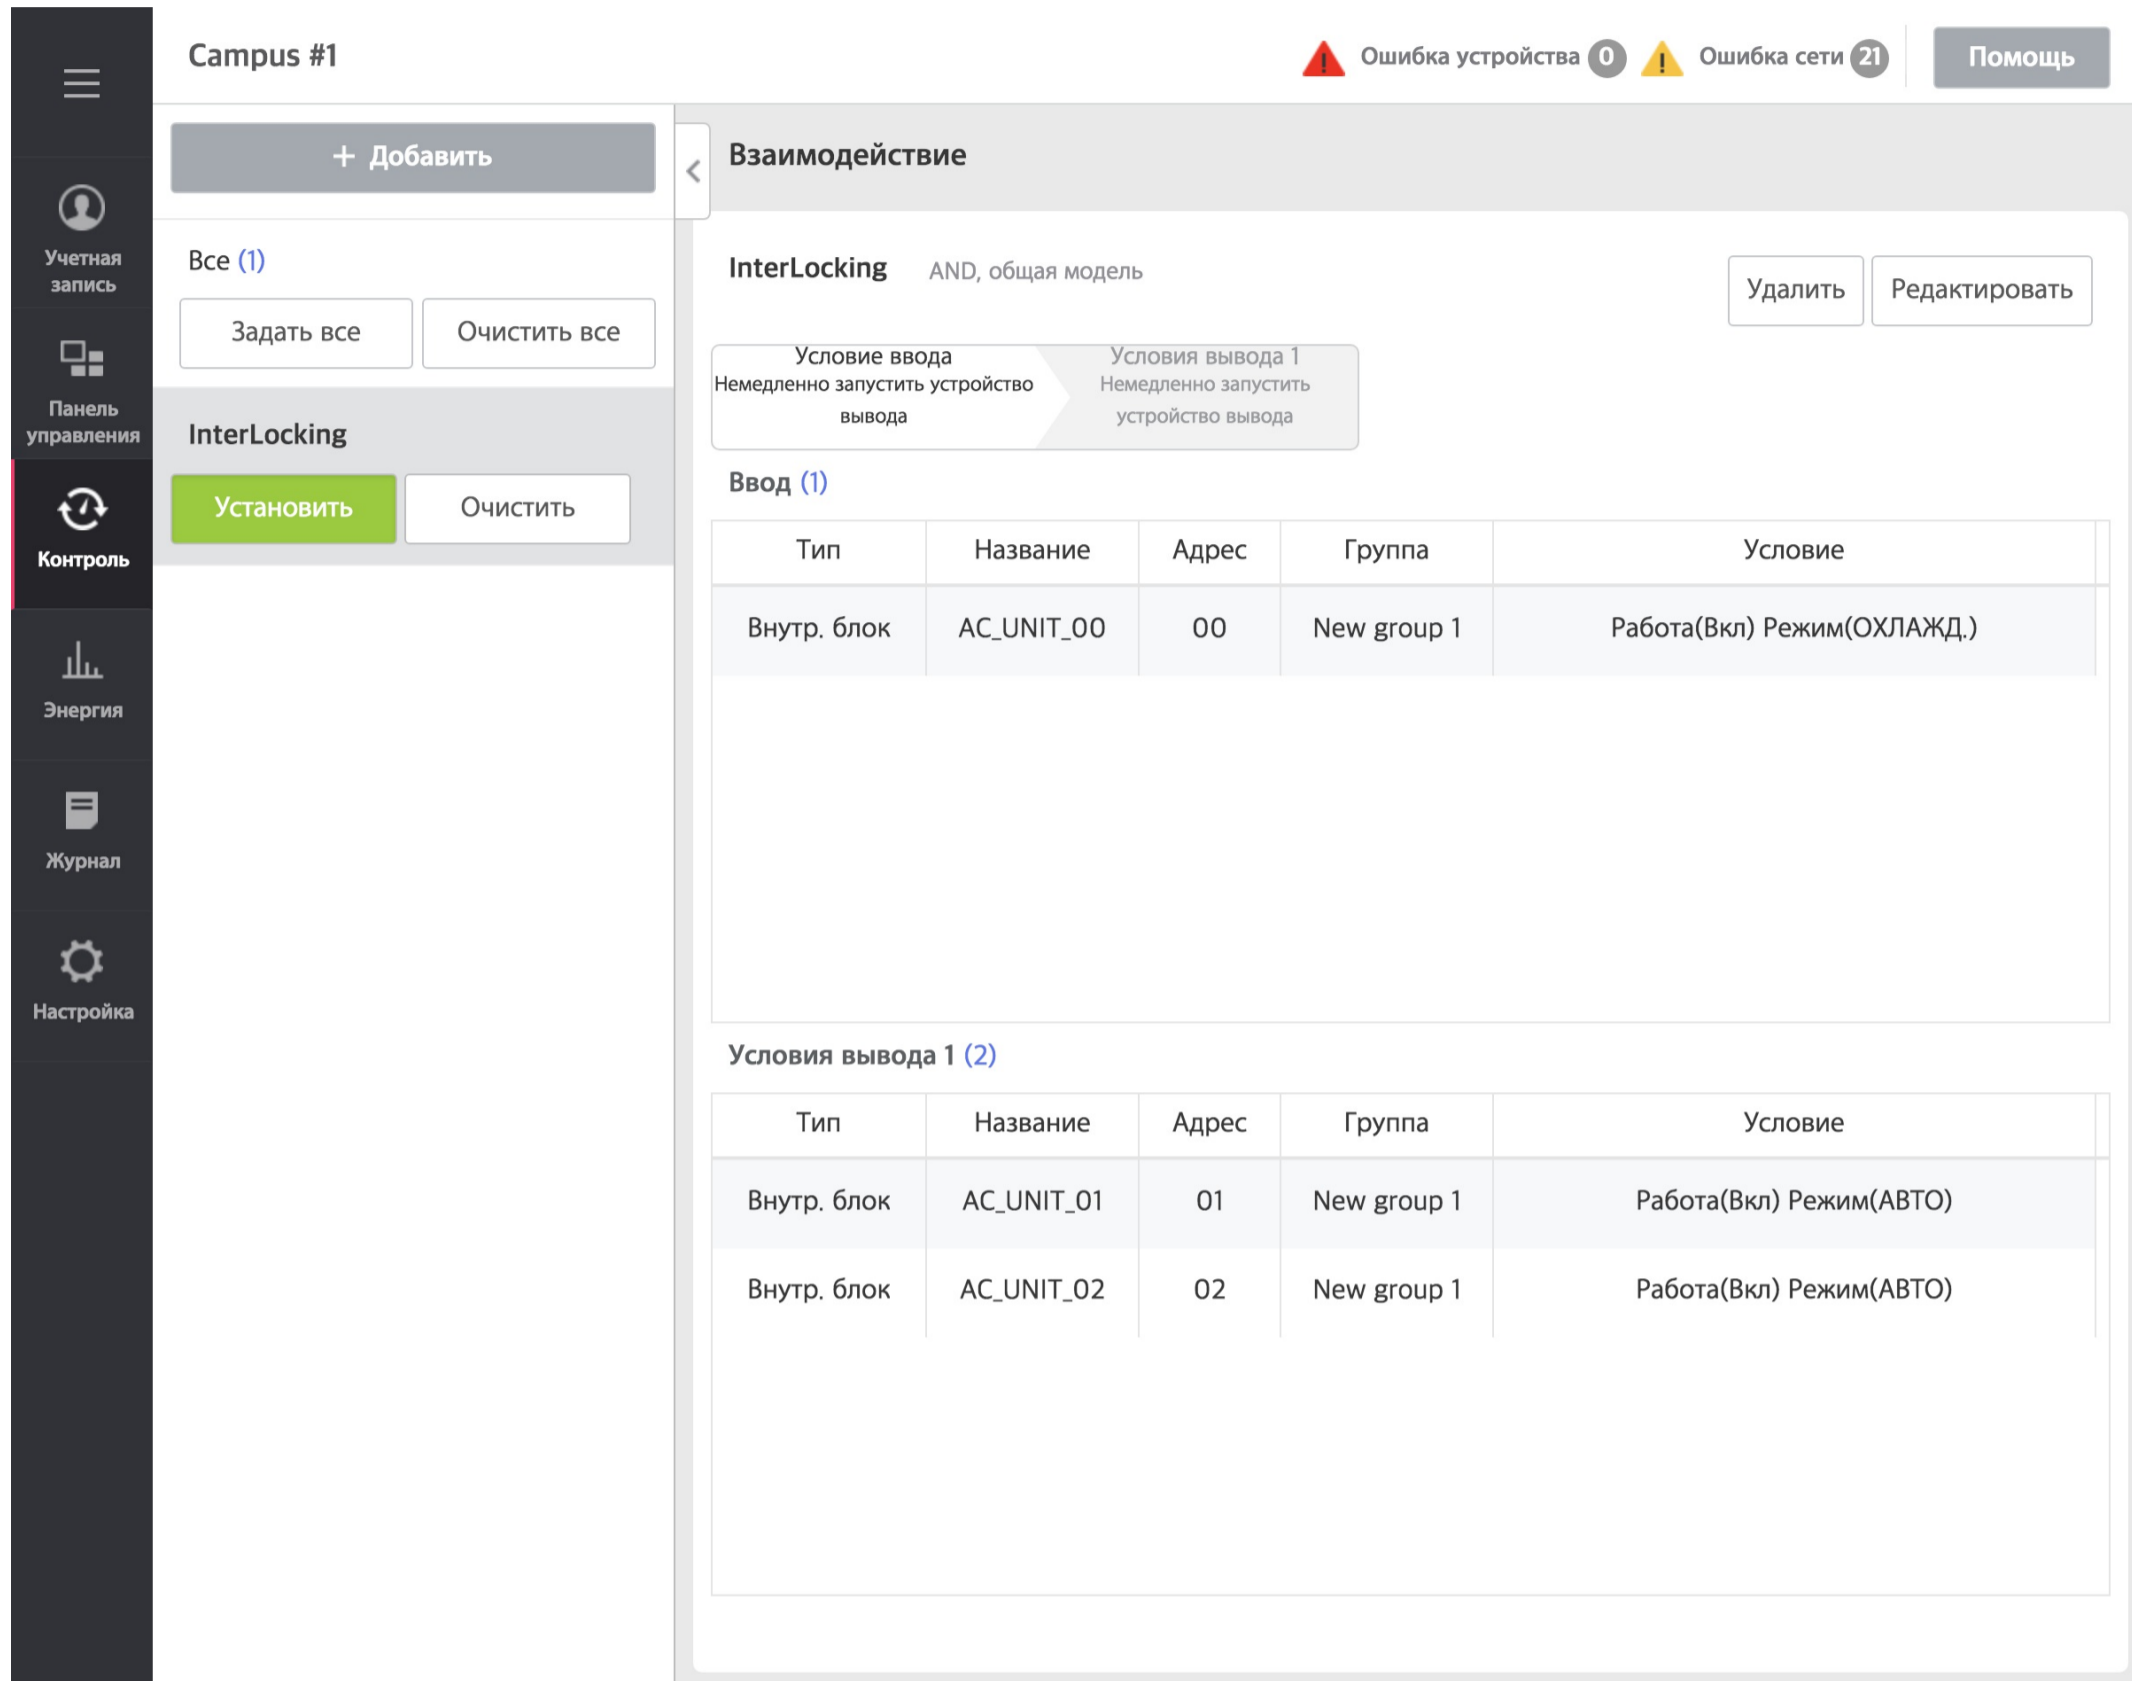 Campus #1
Ошибка устройства 0
Ошибка сети 21
Помощь
Учетная
запись
Панель
управления
Контроль
Энергия
Журнал
Настройка
+ Добавить
Все (1)
Задать все
Очистить все
InterLocking
Установить
Очистить
Взаимодействие
InterLocking AND, общая модель
Удалить
Редактировать
Условие ввода
Немедленно запустить устройство
вывода
Условия вывода 1
Немедленно запустить
устройство вывода
Ввод (1)
Тип Название Адрес Группа Условие
Внутр. блок AC_UNIT_00 00 New group 1 Работа(Вкл) Режим(ОХЛАЖД.)
Условия вывода 1 (2)
Тип Название Адрес Группа Условие
Внутр. блок AC_UNIT_01 01 New group 1 Работа(Вкл) Режим(АВТО)
Внутр. блок AC_UNIT_02 02 New group 1 Работа(Вкл) Режим(АВТО)